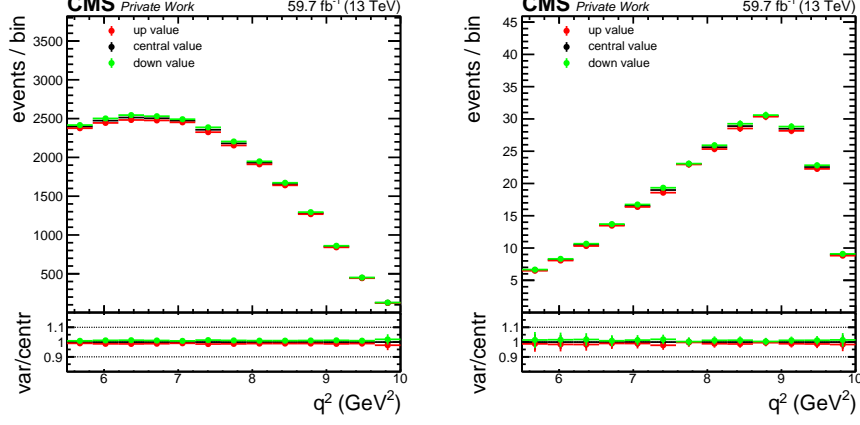 CMS Private Work 59.7 fb⁻¹ (13 TeV)
events / bin
3500
3000
2500
2000
1500
1000
500
up value
central value
down value
var/centr
1.1
1
0.9
6 7 8 9 10
q² (GeV²)
CMS Private Work 59.7 fb⁻¹ (13 TeV)
events / bin
45
40
35
30
25
20
15
10
5
up value
central value
down value
var/centr
1.1
1
0.9
6 7 8 9 10
q² (GeV²)